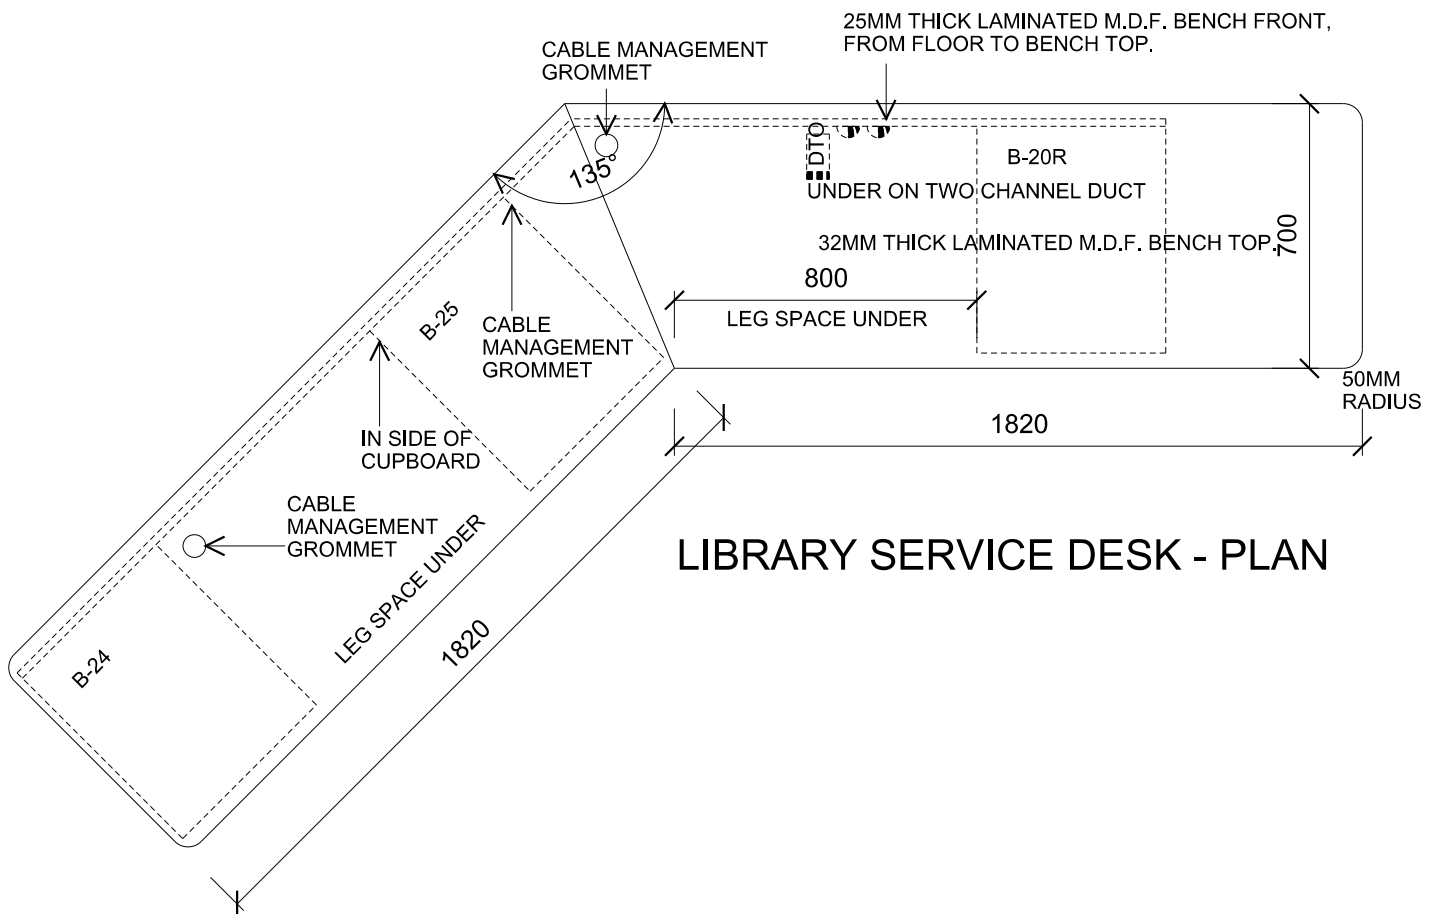 25MM THICK LAMINATED M.D.F. BENCH FRONT,
FROM FLOOR TO BENCH TOP.
CABLE MANAGEMENT
GROMMET
DTO
135°
B-20R
UNDER ON TWO CHANNEL DUCT
32MM THICK LAMINATED M.D.F. BENCH TOP.
700
800
LEG SPACE UNDER
B-25
CABLE
MANAGEMENT
GROMMET
50MM
RADIUS
1820
IN SIDE OF
CUPBOARD
CABLE
MANAGEMENT
GROMMET
LEG SPACE UNDER
1820
B-24
LIBRARY SERVICE DESK - PLAN